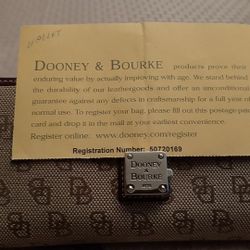 WALLET
DOONEY & BOURKE products prove their
enduring value by actually improving with age. We stand behind
the durability of our leathergoods and offer an unconditional
guarantee against any defects in craftsmanship for a full year of
normal use. To register your bag, please fill out this postage paid
card and drop it in the mail at your earliest convenience.
Register online: www.dooney.com/register
Registration Number: 50720169
DOONEY
& BOURKE